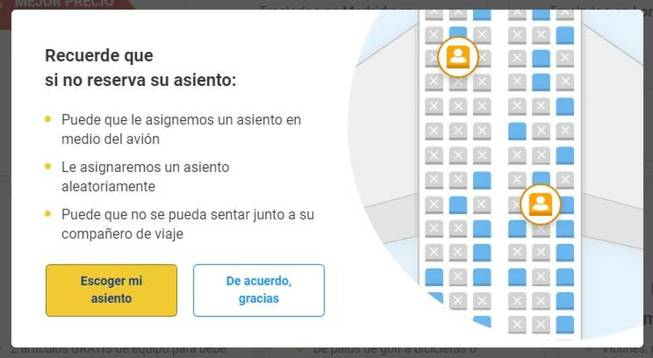 MEJOR PRECIO
Recuerde que
si no reserva su asiento:
Puede que le asignemos un asiento en
medio del avión
Le asignaremos un asiento
aleatoriamente
Puede que no se pueda sentar junto a su
compañero de viaje
Escoger mi
asiento
De acuerdo,
gracias
2 artículos GRATIS de equipo para bebé
De palos de golf a bicicletas o